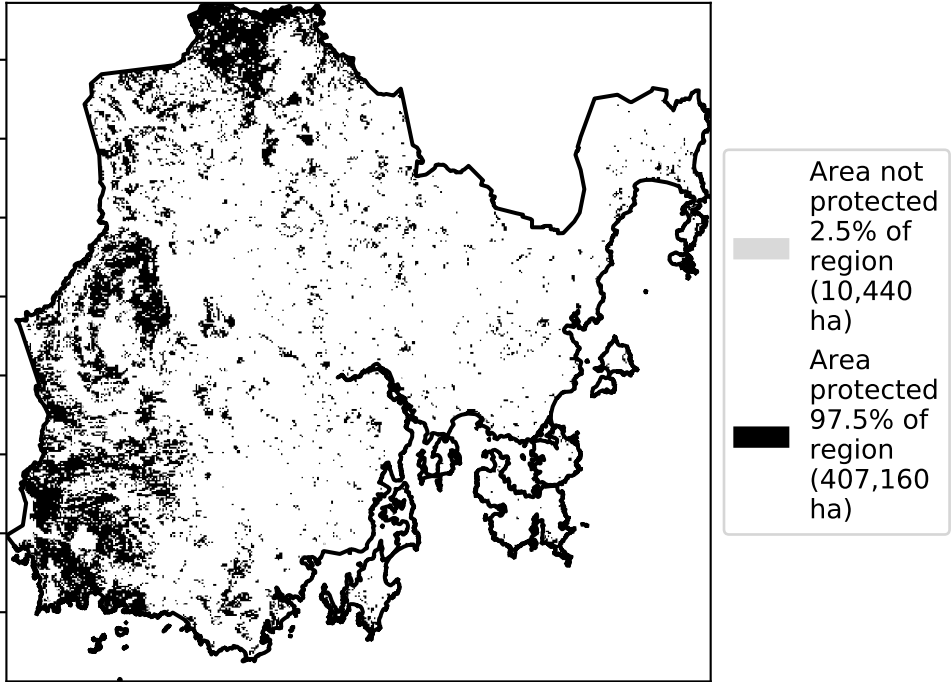 Area not
protected
2.5% of
region
(10,440
ha)
Area
protected
97.5% of
region
(407,160
ha)